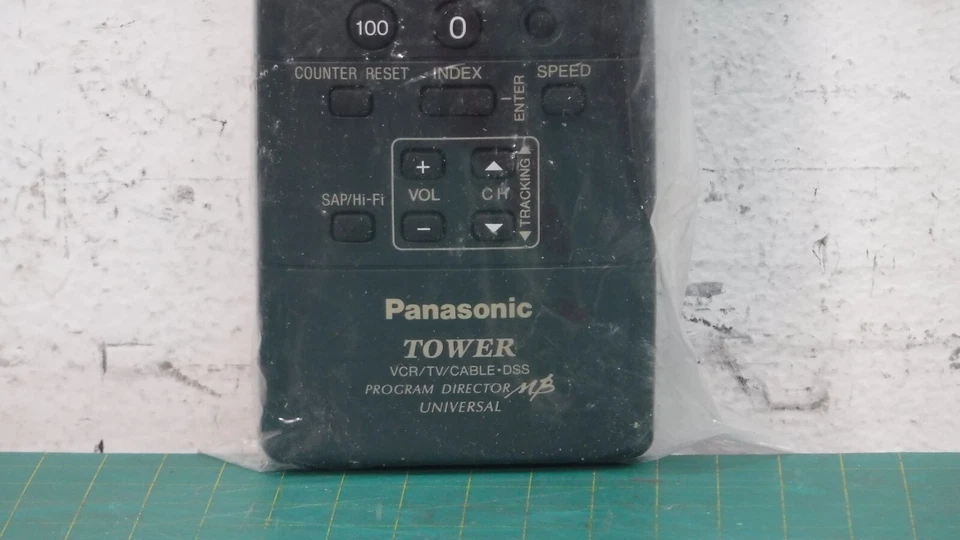 100 0
COUNTER RESET INDEX SPEED
ENTER
+ ▲
SAP/Hi-Fi VOL CH
◀ TRACKING ▶
− ▼
Panasonic
TOWER
VCR/TV/CABLE•DSS
PROGRAM DIRECTOR
UNIVERSAL